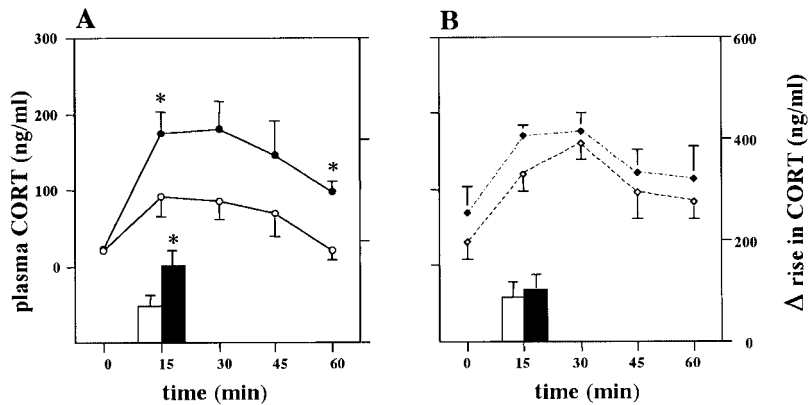 A
B
300
200
100
0
plasma CORT (ng/ml)
*
*
*
0 15 30 45 60
time (min)
0 15 30 45 60
time (min)
600
400
200
0
Δ rise in CORT (ng/ml)